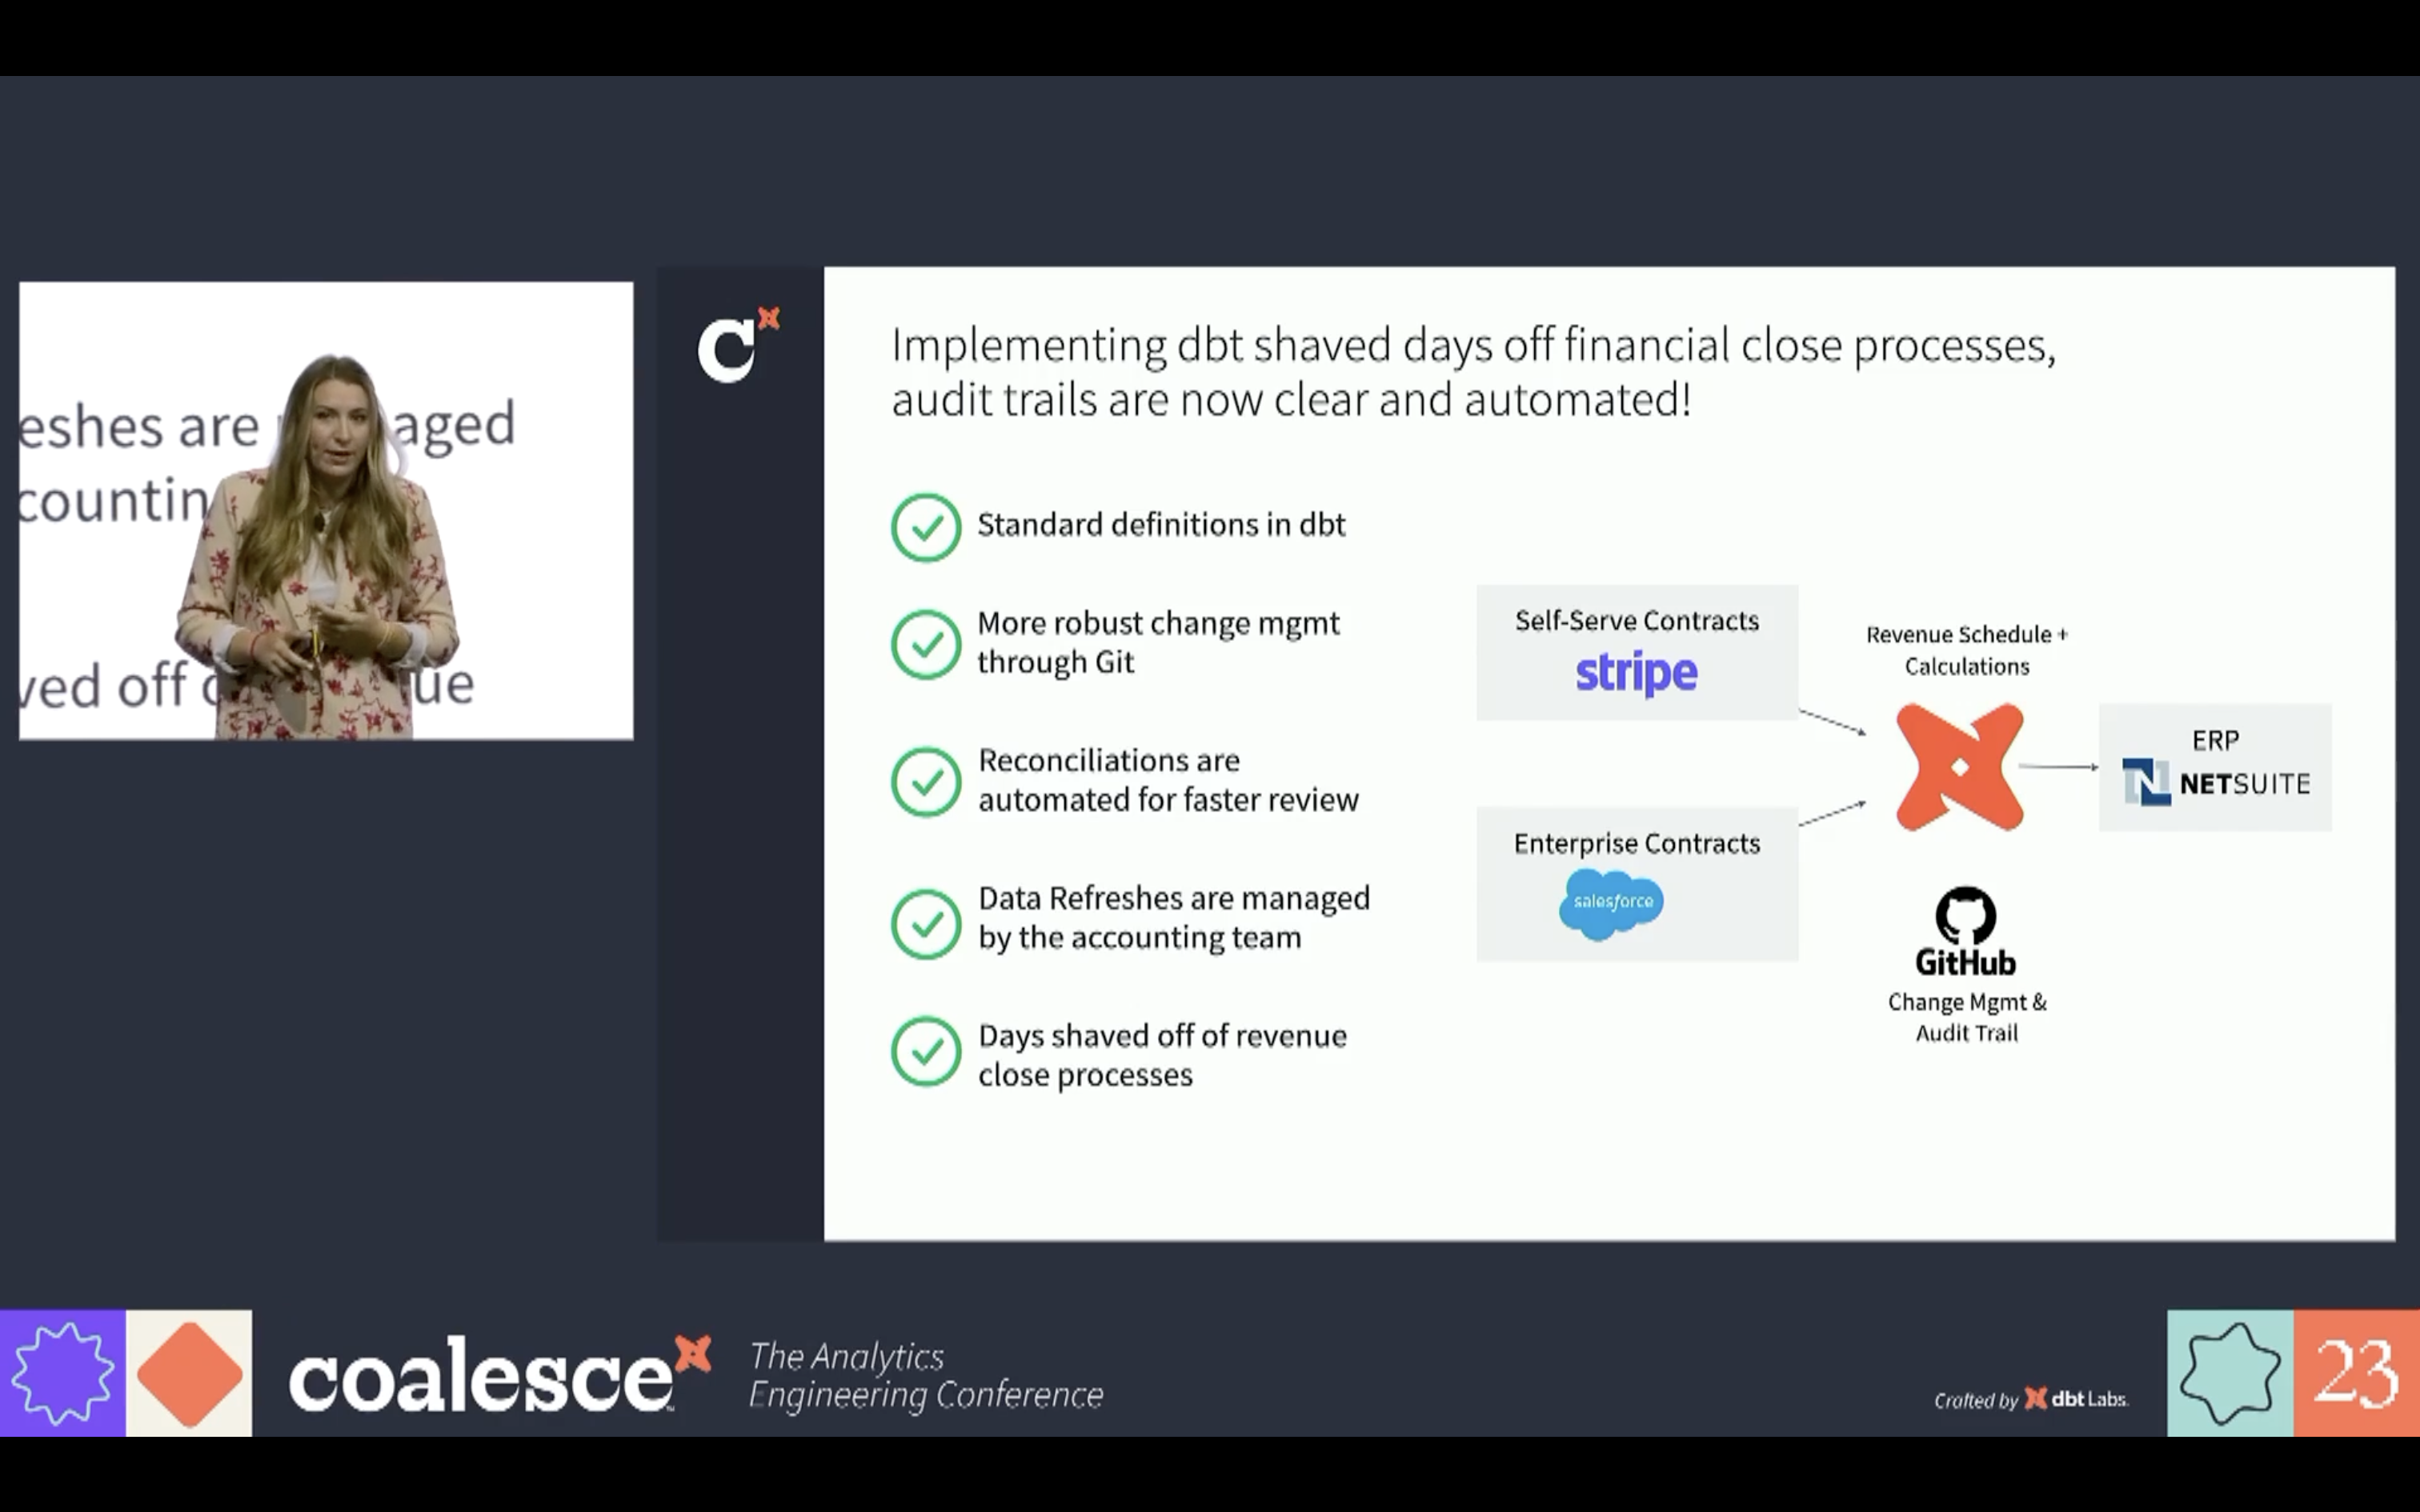 eshes are
aged
countin
ved off
ue
Implementing dbt shaved days off financial close processes,
audit trails are now clear and automated!
Standard definitions in dbt
More robust change mgmt
through Git
Reconciliations are
automated for faster review
Data Refreshes are managed
by the accounting team
Days shaved off of revenue
close processes
Self-Serve Contracts
stripe
Enterprise Contracts
salesforce
Revenue Schedule +
Calculations
ERP
NETSUITE
GitHub
Change Mgmt &
Audit Trail
coalesce
The Analytics
Engineering Conference
Crafted by dbt Labs.
23